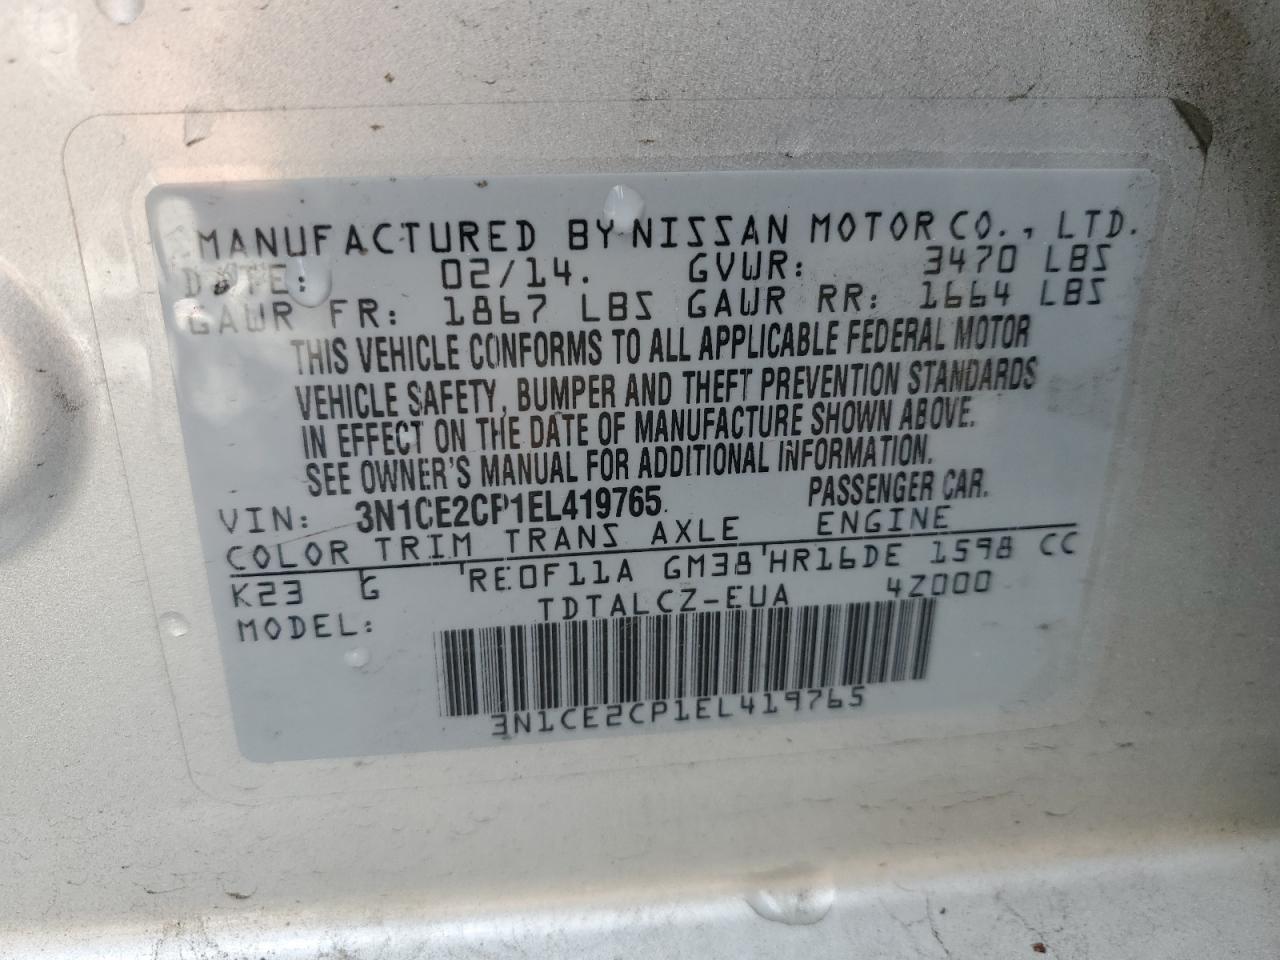 MANUFACTURED BY NISSAN MOTOR CO., LTD.
DATE: 02/14. GVWR: 3470 LBS
GAWR FR: 1867 LBS GAWR RR: 1664 LBS
THIS VEHICLE CONFORMS TO ALL APPLICABLE FEDERAL MOTOR
VEHICLE SAFETY, BUMPER AND THEFT PREVENTION STANDARDS
IN EFFECT ON THE DATE OF MANUFACTURE SHOWN ABOVE.
SEE OWNER'S MANUAL FOR ADDITIONAL INFORMATION.
VIN: 3N1CE2CP1EL419765. PASSENGER CAR.
COLOR TRIM TRANS AXLE ENGINE
K23 G RE0F11A GM38 HR16DE 1598 CC
MODEL: TDTALCZ-EUA 4Z000
3N1CE2CP1EL419765